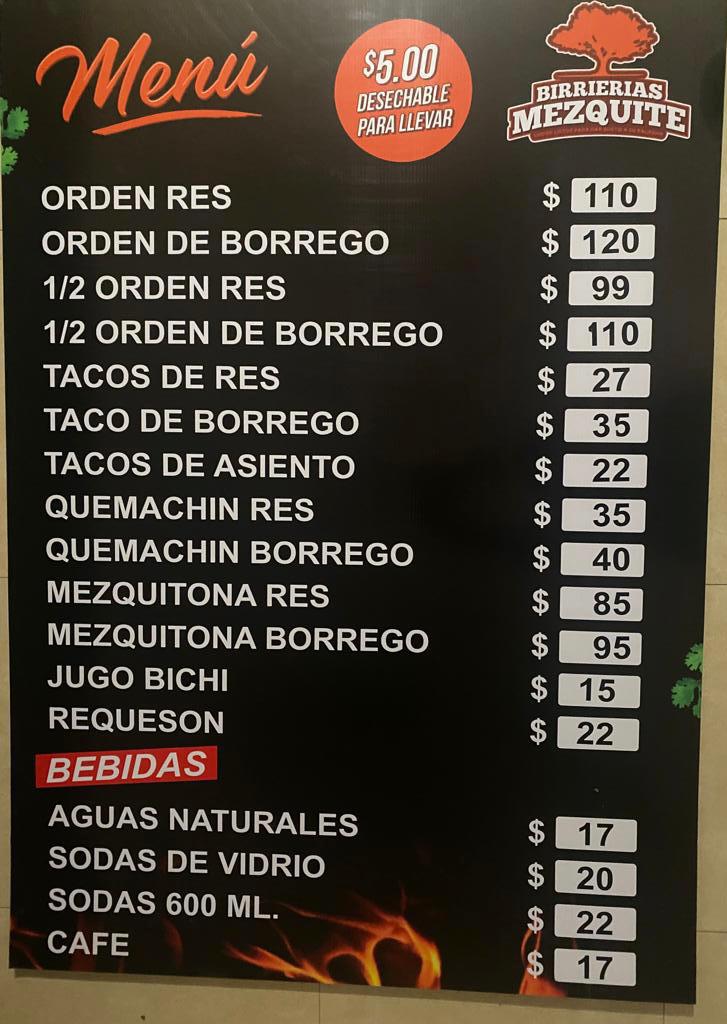 Menú
$5.00
DESECHABLE
PARA LLEVAR
BIRRIERIAS
MEZQUITE
ORDEN RES $ 110
ORDEN DE BORREGO $ 120
1/2 ORDEN RES $ 99
1/2 ORDEN DE BORREGO $ 110
TACOS DE RES $ 27
TACO DE BORREGO $ 35
TACOS DE ASIENTO $ 22
QUEMACHIN RES $ 35
QUEMACHIN BORREGO $ 40
MEZQUITONA RES $ 85
MEZQUITONA BORREGO $ 95
JUGO BICHI $ 15
REQUESON $ 22
BEBIDAS
AGUAS NATURALES $ 17
SODAS DE VIDRIO $ 20
SODAS 600 ML. $ 22
CAFE $ 17